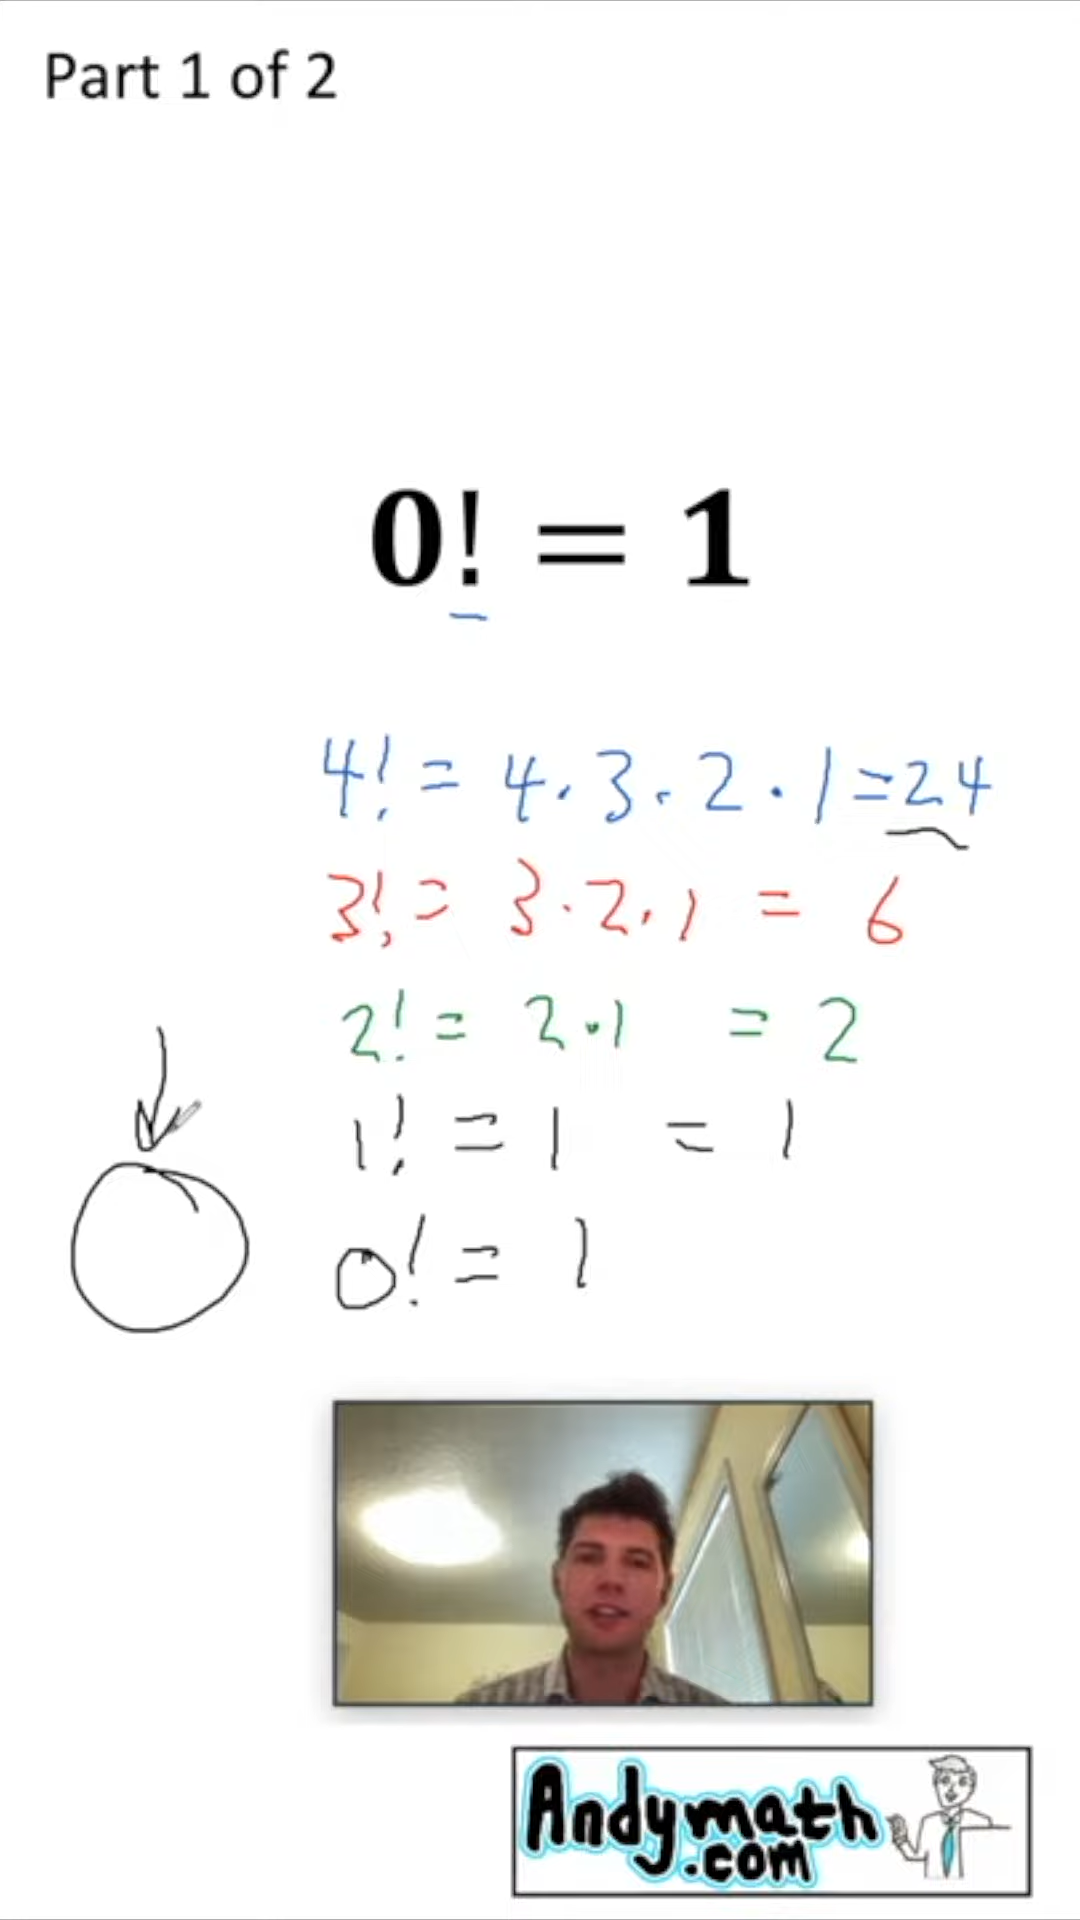 Part 1 of 2
0! = 1
4! = 4 · 3 · 2 · 1 = 24
3! = 3 · 2 · 1 = 6
2! = 2 · 1 = 2
1! = 1 = 1
0! = 1
Andymath
.com